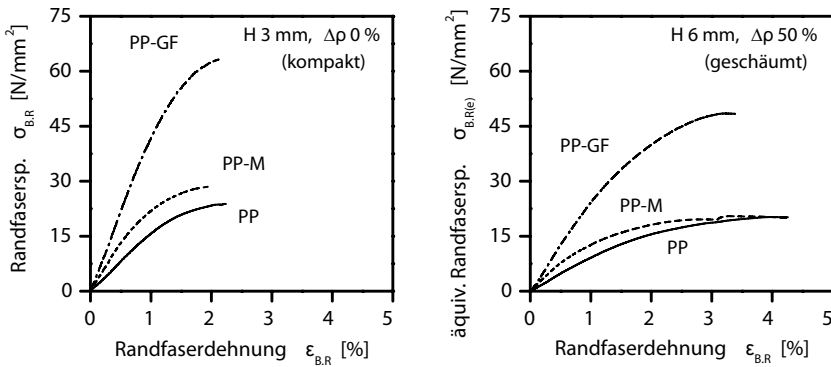 Randfasersp. σB.R [N/mm²]
75
60
45
30
15
0
H 3 mm, Δρ 0 %
(kompakt)
PP-GF
PP-M
PP
0 1 2 3 4 5
Randfaserdehnung εB.R [%]
äquiv. Randfasersp. σB.R(e) [N/mm²]
75
60
45
30
15
0
H 6 mm, Δρ 50 %
(geschäumt)
PP-GF
PP-M
PP
0 1 2 3 4 5
Randfaserdehnung εB.R [%]